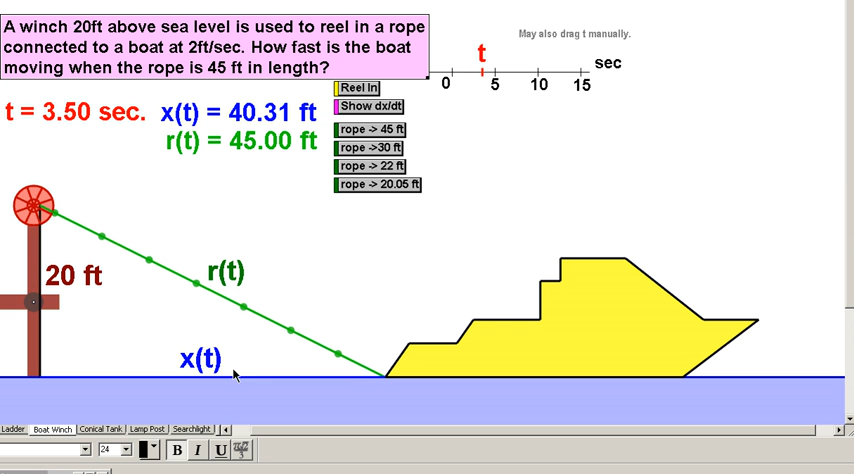 A winch 20ft above sea level is used to reel in a rope
connected to a boat at 2ft/sec. How fast is the boat
moving when the rope is 45 ft in length?
May also drag t manually.
t
sec
0 5 10 15
Reel In
Show dx/dt
t = 3.50 sec. x(t) = 40.31 ft
r(t) = 45.00 ft
rope -> 45 ft
rope ->30 ft
rope -> 22 ft
rope -> 20.05 ft
r(t)
20 ft
x(t)
Ladder Boat Winch Conical Tank Lamp Post Searchlight
24 B I U